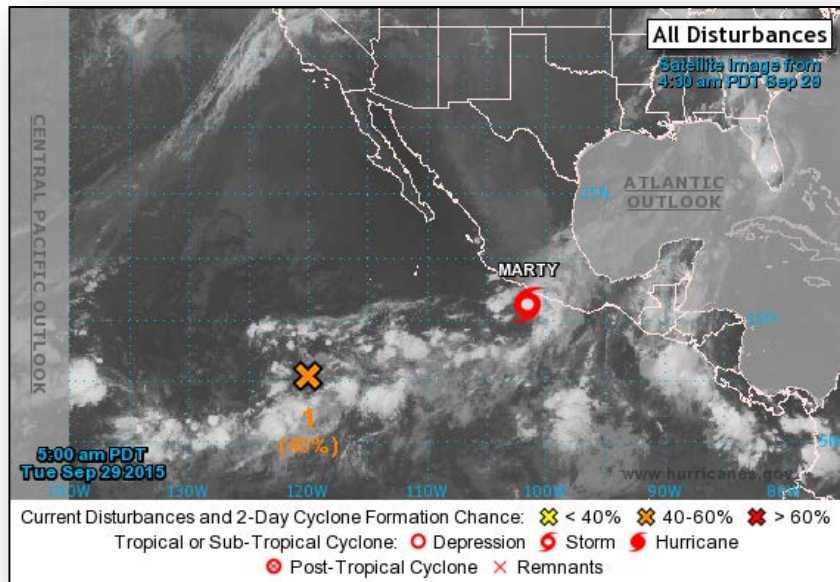 All Disturbances
Satellite Image from
4:30 am PDT Sep 29
CENTRAL PACIFIC OUTLOOK
ATLANTIC
OUTLOOK
25N
MARTY
15N
1
(60%)
5N
5:00 am PDT
Tue Sep 29 2015
www.hurricanes.gov
140W 130W 120W 110W 100W 90W 80W
Current Disturbances and 2-Day Cyclone Formation Chance: < 40% 40-60% > 60%
Tropical or Sub-Tropical Cyclone: Depression Storm Hurricane
Post-Tropical Cyclone Remnants